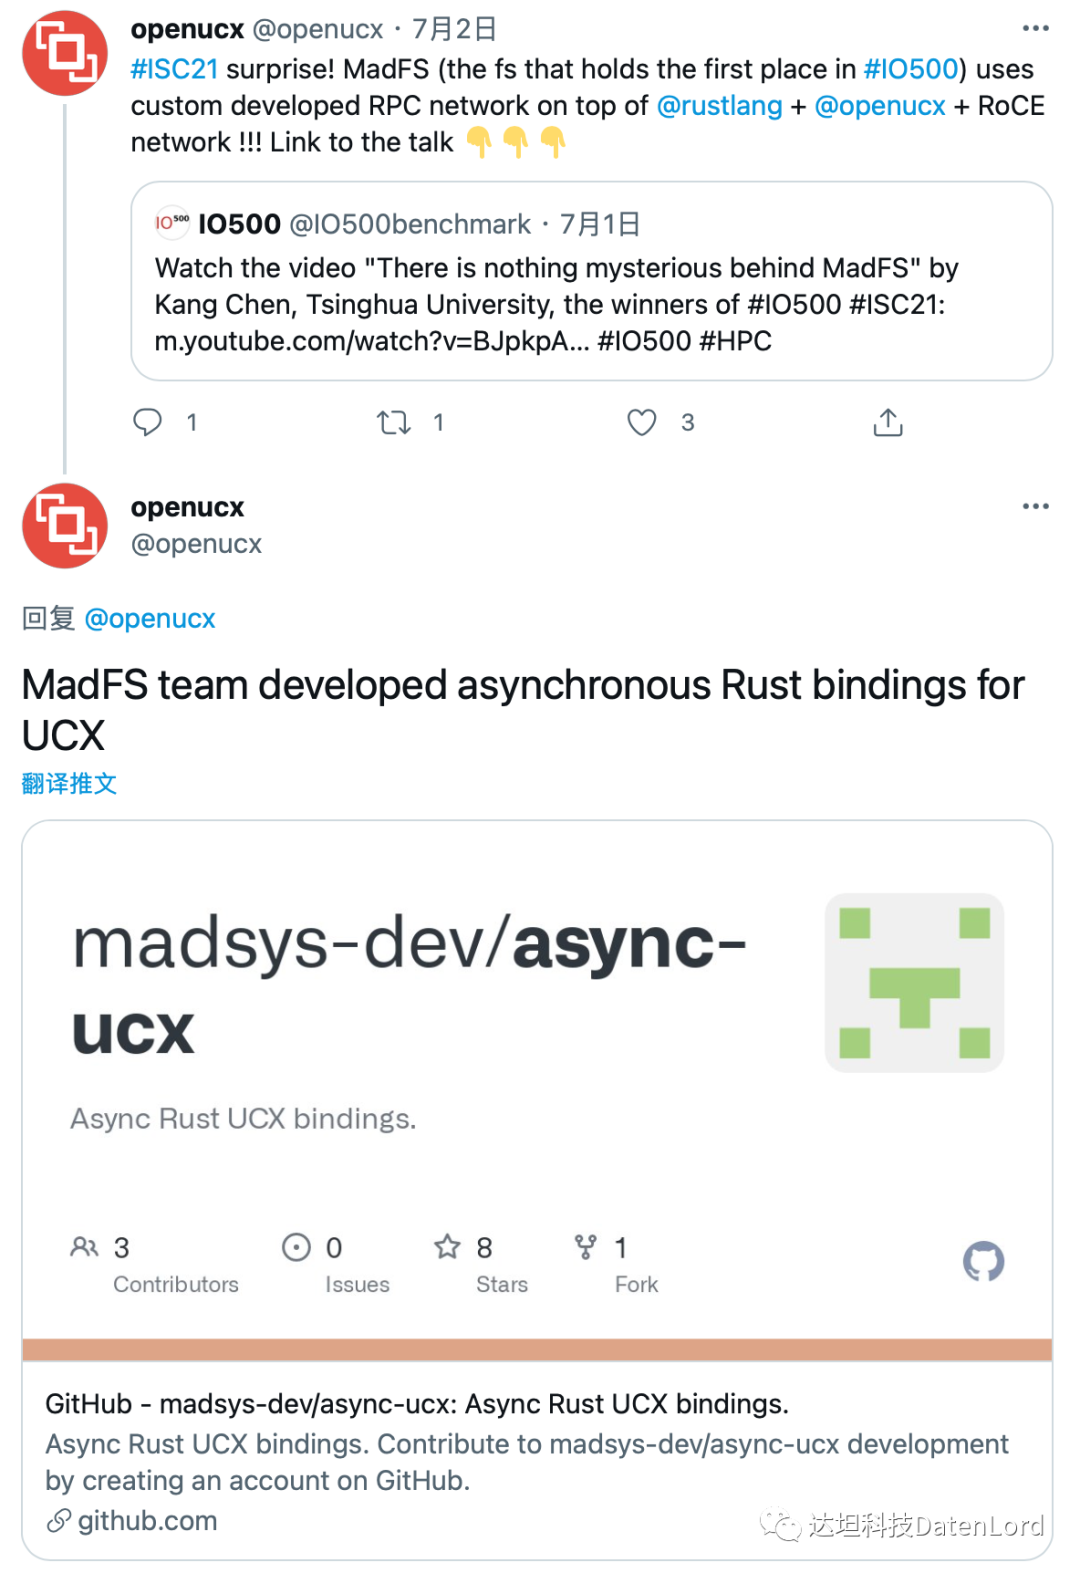 openucx @openucx · 7月2日
#ISC21 surprise! MadFS (the fs that holds the first place in #IO500) uses
custom developed RPC network on top of @rustlang + @openucx + RoCE
network !!! Link to the talk 👇👇👇
IO500 IO500 @IO500benchmark · 7月1日
Watch the video "There is nothing mysterious behind MadFS" by
Kang Chen, Tsinghua University, the winners of #IO500 #ISC21:
m.youtube.com/watch?v=BJpkpA... #IO500 #HPC
1 1 3
openucx
@openucx
回复 @openucx
MadFS team developed asynchronous Rust bindings for
UCX
翻译推文
madsys-dev/async-
ucx
Async Rust UCX bindings.
3 0 8 1
Contributors Issues Stars Fork
GitHub - madsys-dev/async-ucx: Async Rust UCX bindings.
Async Rust UCX bindings. Contribute to madsys-dev/async-ucx development
by creating an account on GitHub.
github.com
达坦科技DatenLord